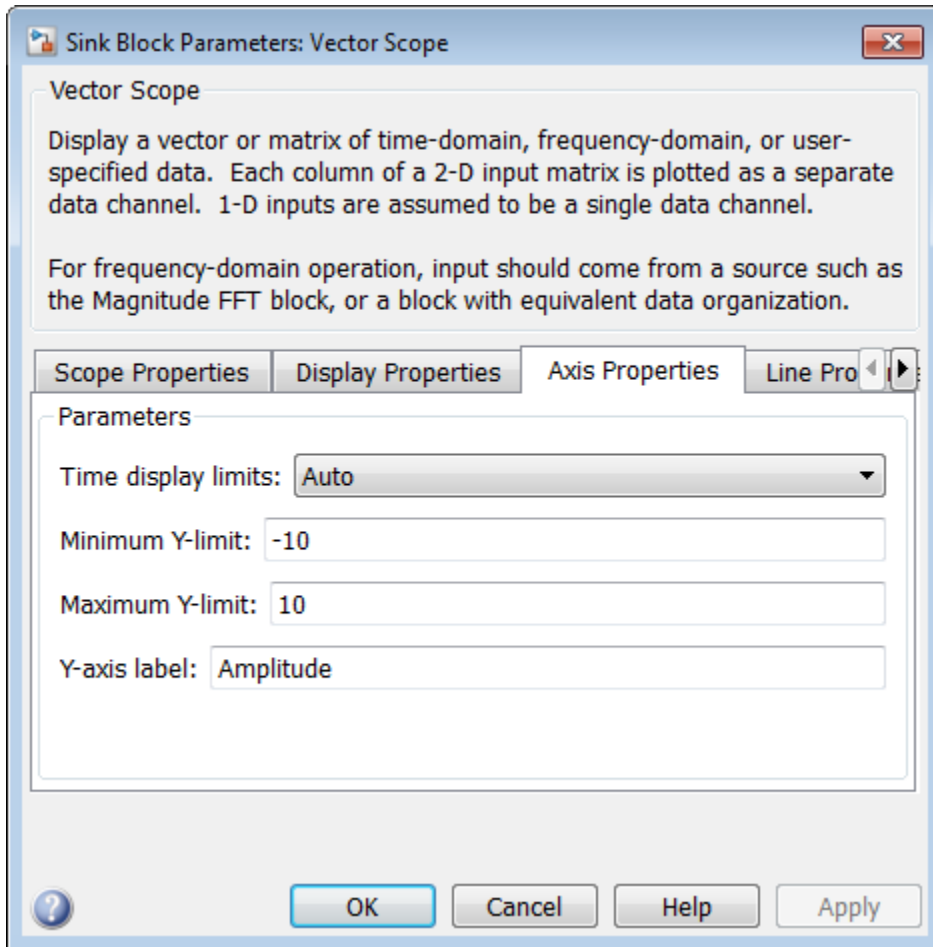 Sink Block Parameters: Vector Scope
Vector Scope
Display a vector or matrix of time-domain, frequency-domain, or user-
specified data.  Each column of a 2-D input matrix is plotted as a separate
data channel.  1-D inputs are assumed to be a single data channel.
For frequency-domain operation, input should come from a source such as
the Magnitude FFT block, or a block with equivalent data organization.
Scope Properties Display Properties Axis Properties Line
Parameters
Time display limits: Auto
Minimum Y-limit: -10
Maximum Y-limit: 10
Y-axis label: Amplitude
? OK Cancel Help Apply